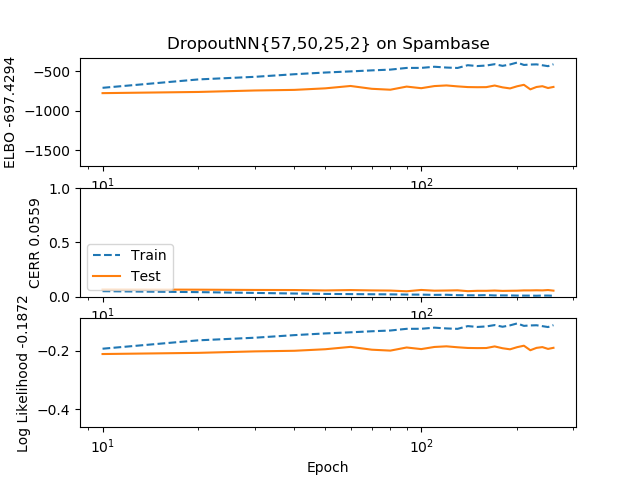 DropoutNN{57,50,25,2} on Spambase
ELBO -697.4294
−500
−1000
−1500
10¹
10²
CERR 0.0559
1.0
0.5
0.0
Train
Test
10¹
10²
Log Likelihood -0.1872
−0.2
−0.4
10¹
10²
Epoch